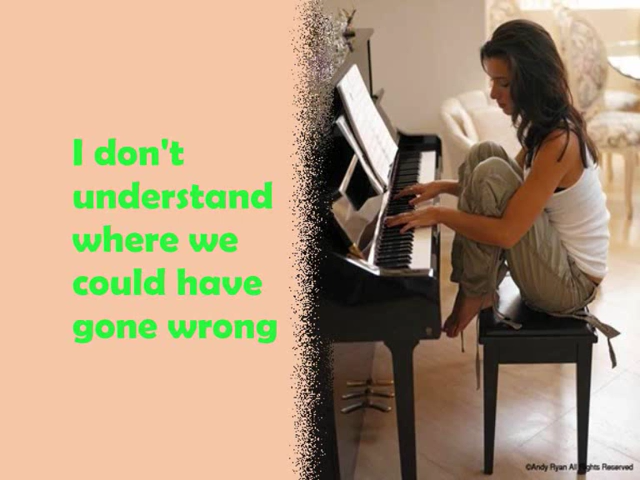 I don't
understand
where we
could have
gone wrong
©Andy Ryan All Rights Reserved